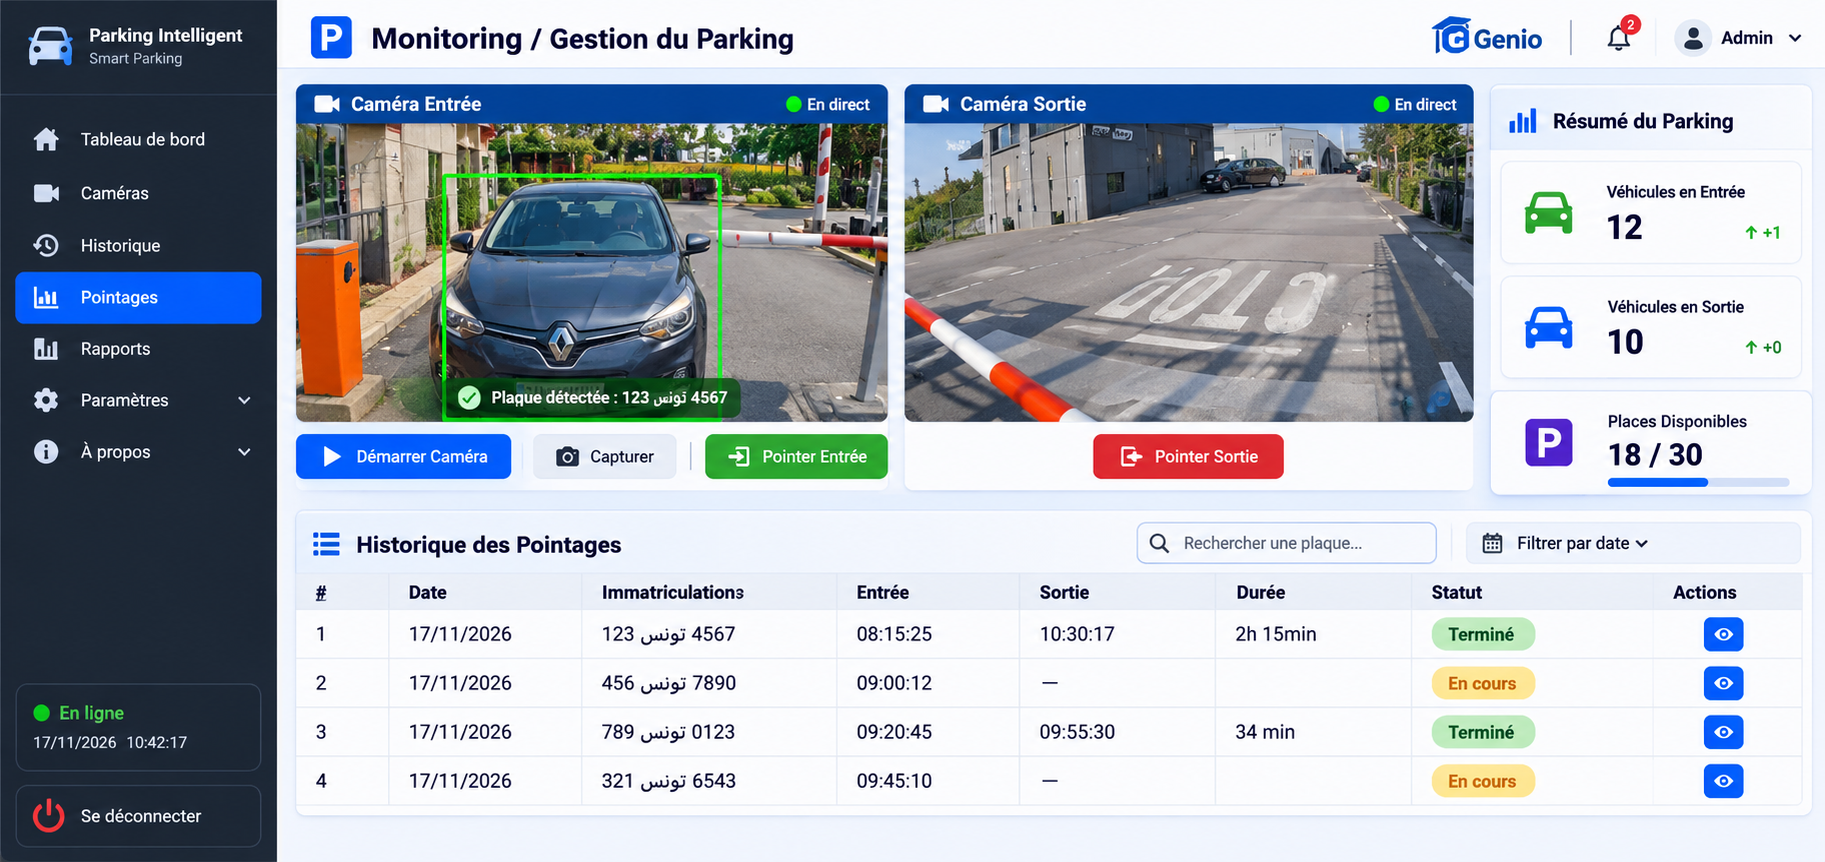 Parking Intelligent
Smart Parking
Tableau de bord
Caméras
Historique
Pointages
Rapports
Paramètres
À propos
En ligne
17/11/2026 10:42:17
Se déconnecter
P Monitoring / Gestion du Parking
Genio
2
Admin
Caméra Entrée
En direct
Plaque détectée : 123 تونس 4567
Démarrer Caméra
Capturer
Pointer Entrée
Caméra Sortie
En direct
Pointer Sortie
Résumé du Parking
Véhicules en Entrée
12
+1
Véhicules en Sortie
10
+0
P
Places Disponibles
18 / 30
Historique des Pointages
Rechercher une plaque...
Filtrer par date
# Date Immatriculations Entrée Sortie Durée Statut Actions
1 17/11/2026 123 تونس 4567 08:15:25 10:30:17 2h 15min Terminé
2 17/11/2026 456 تونس 7890 09:00:12 — En cours
3 17/11/2026 789 تونس 0123 09:20:45 09:55:30 34 min Terminé
4 17/11/2026 321 تونس 6543 09:45:10 — En cours